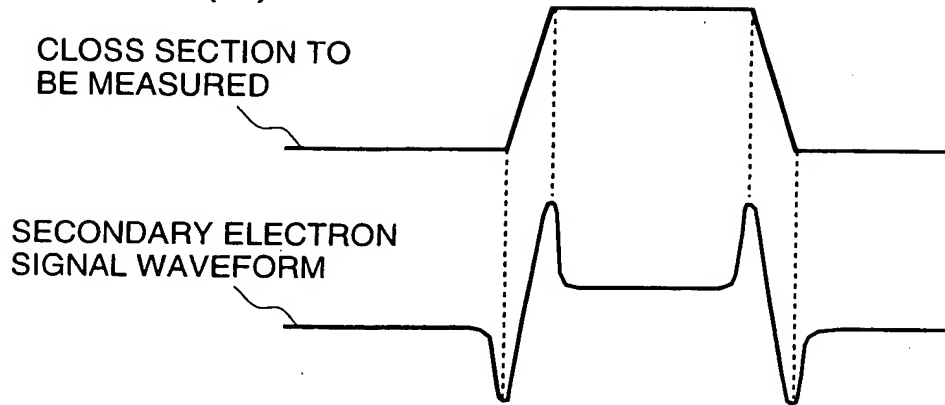 CLOSS SECTION TO
BE MEASURED
SECONDARY ELECTRON
SIGNAL WAVEFORM